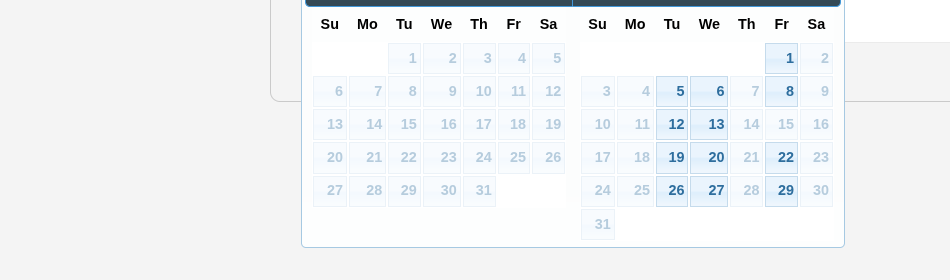 Su Mo Tu We Th Fr Sa
1 2 3 4 5
6 7 8 9 10 11 12
13 14 15 16 17 18 19
20 21 22 23 24 25 26
27 28 29 30 31
Su Mo Tu We Th Fr Sa
1 2
3 4 5 6 7 8 9
10 11 12 13 14 15 16
17 18 19 20 21 22 23
24 25 26 27 28 29 30
31